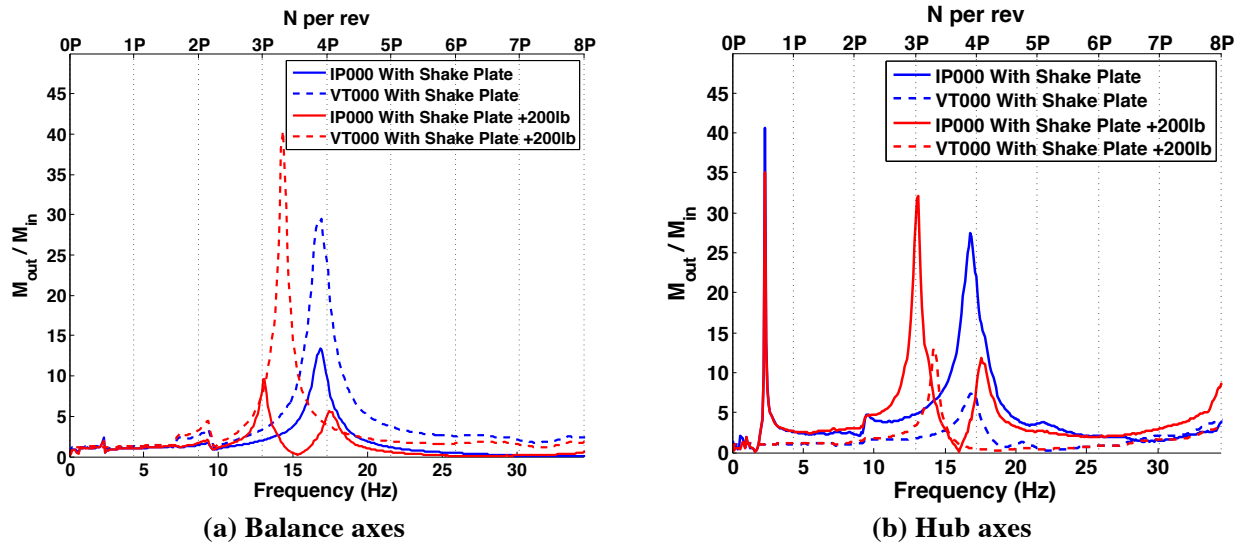 N per rev
0P 1P 2P 3P 4P 5P 6P 7P 8P
IP000 With Shake Plate
VT000 With Shake Plate
IP000 With Shake Plate +200lb
VT000 With Shake Plate +200lb
45
40
35
30
25
20
15
10
5
0
M_out / M_in
0 5 10 15 20 25 30
Frequency (Hz)
(a) Balance axes
N per rev
0P 1P 2P 3P 4P 5P 6P 7P 8P
IP000 With Shake Plate
VT000 With Shake Plate
IP000 With Shake Plate +200lb
VT000 With Shake Plate +200lb
45
40
35
30
25
20
15
10
5
0
M_out / M_in
0 5 10 15 20 25 30
Frequency (Hz)
(b) Hub axes